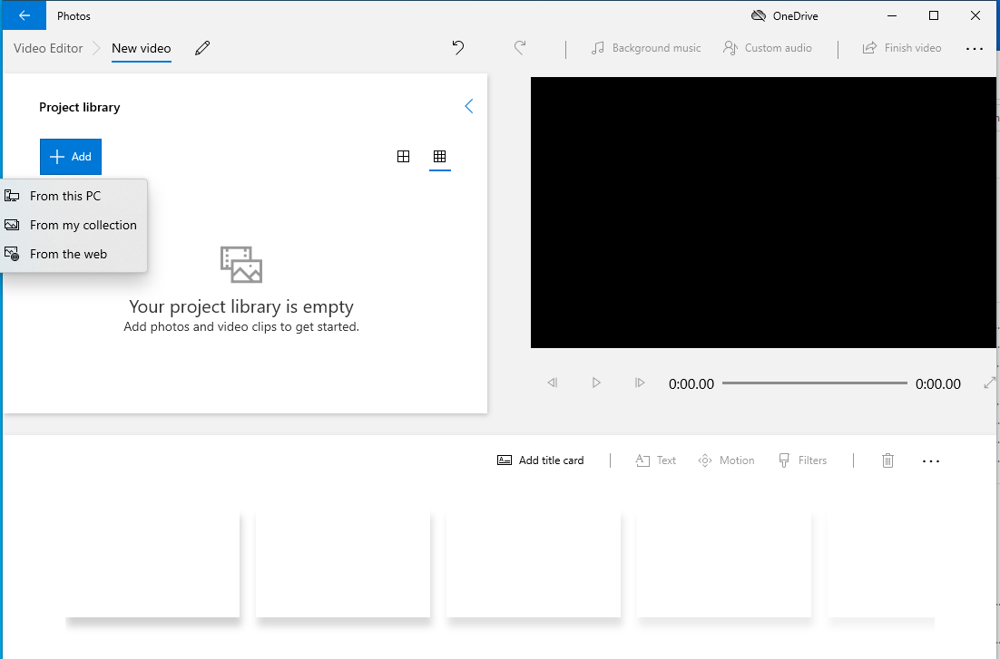 Photos
OneDrive
Video Editor
New video
Background music
Custom audio
Finish video
Project library
Add
From this PC
From my collection
From the web
Your project library is empty
Add photos and video clips to get started.
0:00.00
0:00.00
Add title card
Text
Motion
Filters